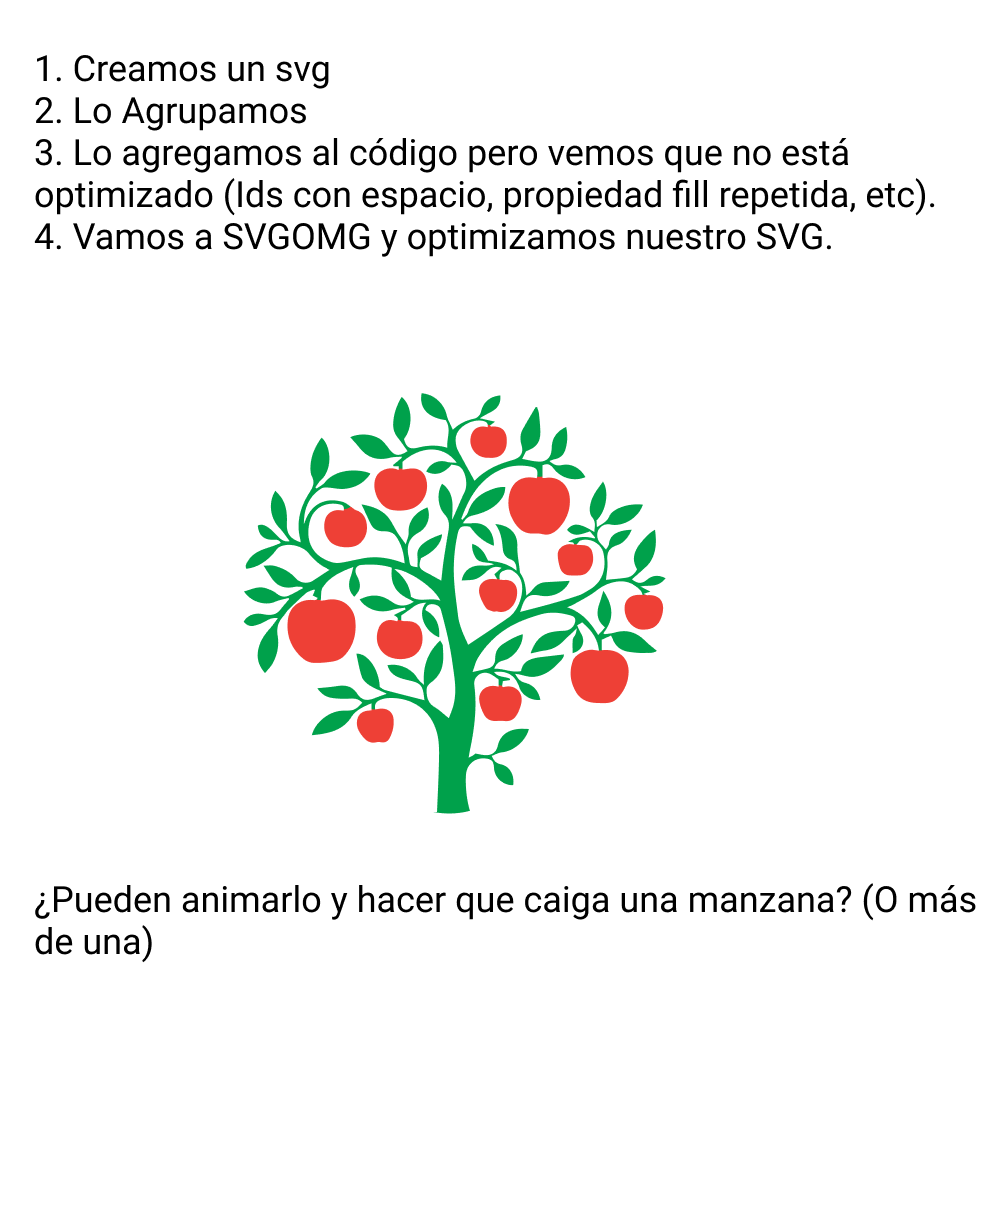 1. Creamos un svg
2. Lo Agrupamos
3. Lo agregamos al código pero vemos que no está
optimizado (Ids con espacio, propiedad fill repetida, etc).
4. Vamos a SVGOMG y optimizamos nuestro SVG.
¿Pueden animarlo y hacer que caiga una manzana? (O más
de una)